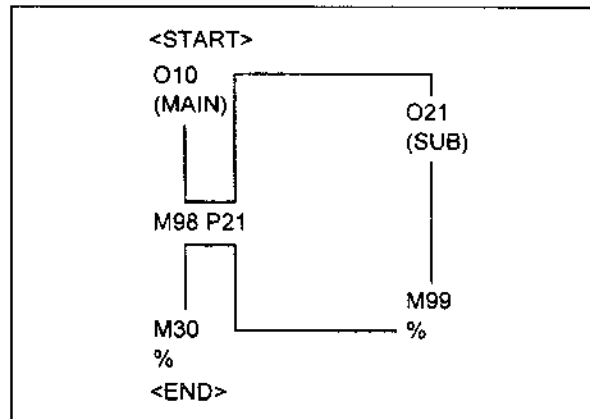 <START>
O10
(MAIN)
O21
(SUB)
M98 P21
M99
%
M30
%
<END>